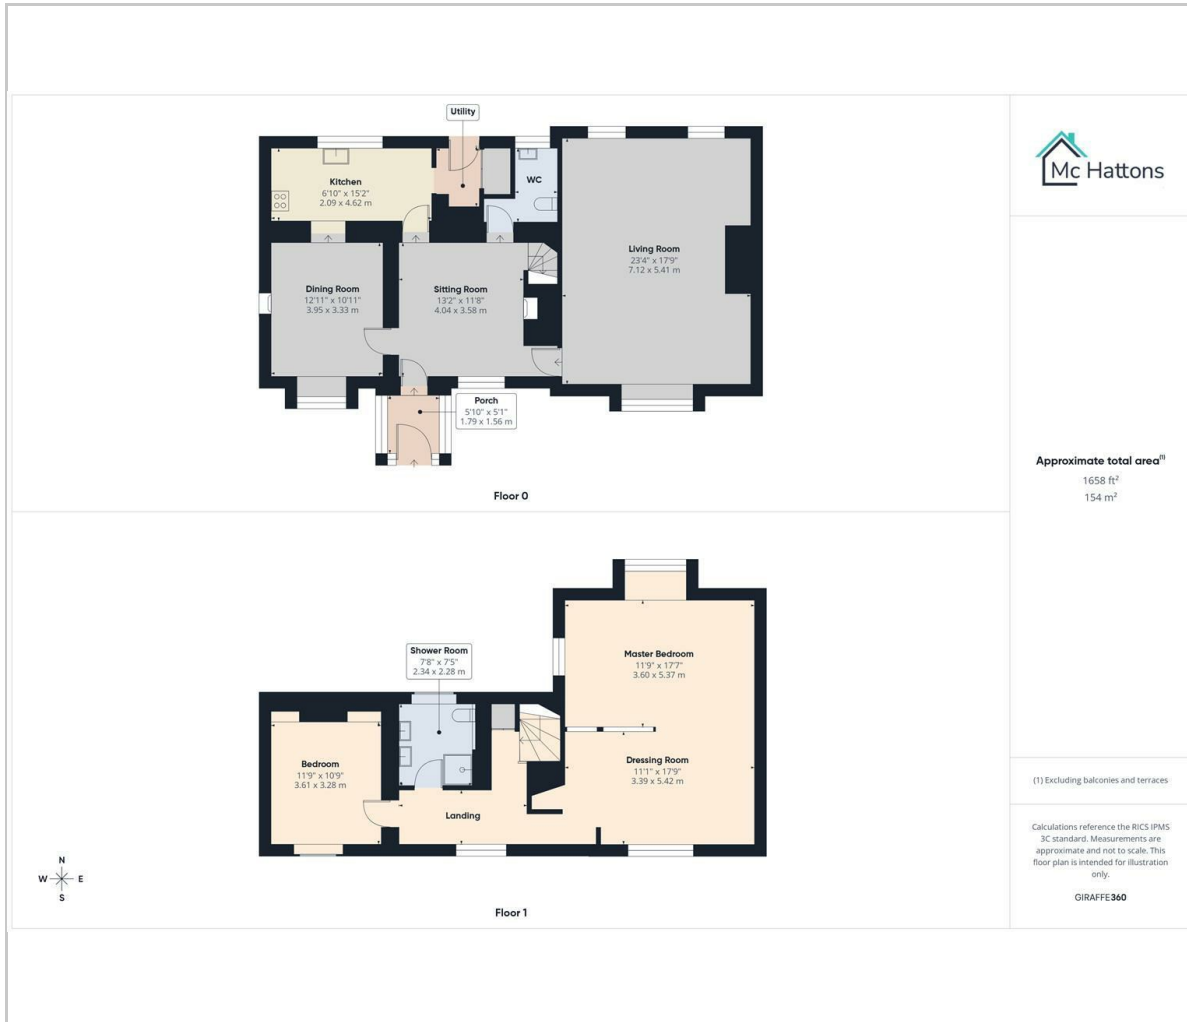 Utility
Kitchen
6'10" x 15'2"
2.09 x 4.62 m
WC
Living Room
23'4" x 17'9"
7.12 x 5.41 m
Dining Room
12'11" x 10'11"
3.95 x 3.33 m
Sitting Room
13'2" x 11'8"
4.04 x 3.58 m
Porch
5'10" x 5'1"
1.79 x 1.56 m
Floor 0
Shower Room
7'8" x 7'5"
2.34 x 2.28 m
Master Bedroom
11'9" x 17'7"
3.60 x 5.37 m
Bedroom
11'9" x 10'9"
3.61 x 3.28 m
Dressing Room
11'1" x 17'9"
3.39 x 5.42 m
Landing
N
W E
S
Floor 1
Mc Hattons
Approximate total area⁽¹⁾
1658 ft²
154 m²
(1) Excluding balconies and terraces
Calculations reference the RICS IPMS
3C standard. Measurements are
approximate and not to scale. This
floor plan is intended for illustration
only.
GIRAFFE360